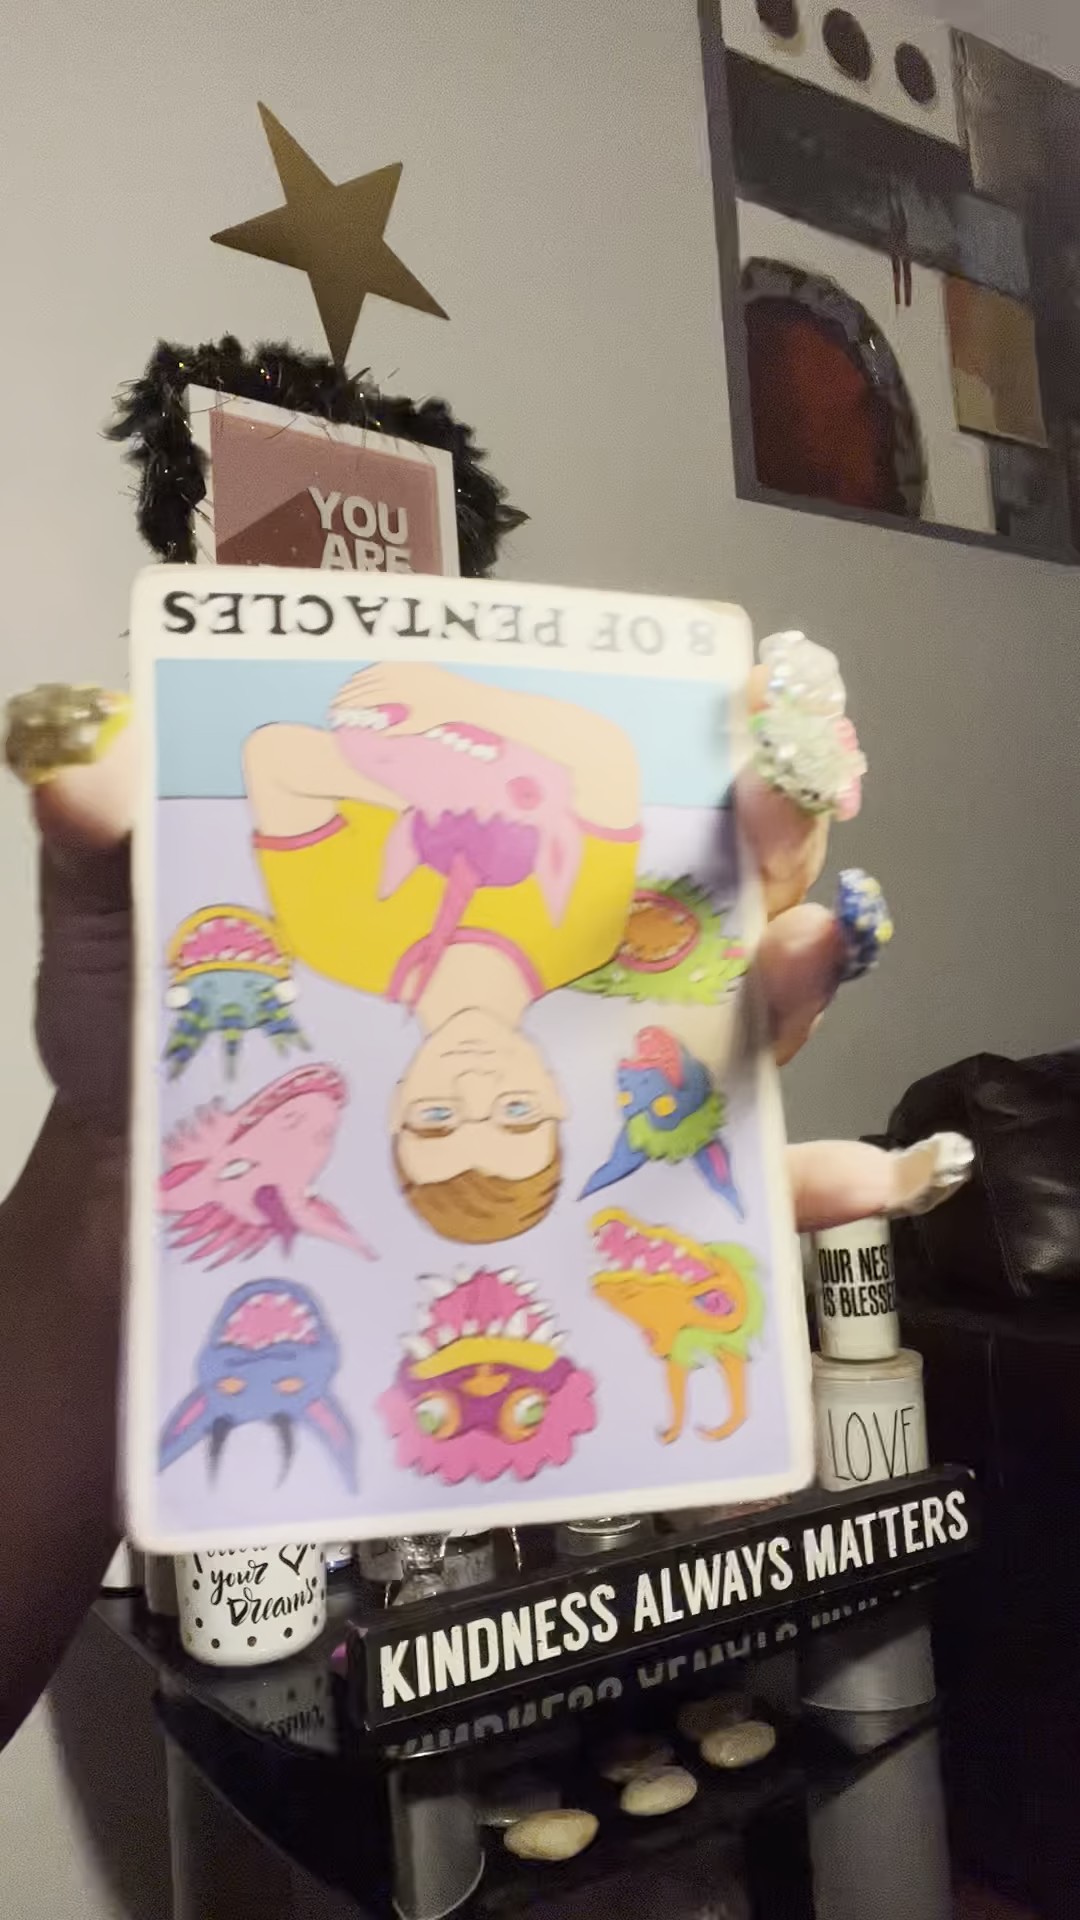 YOU
ARE
8 OF PENTACLES
OUR NEST
IS BLESSED
LOVE
your
Dreams
KINDNESS ALWAYS MATTERS